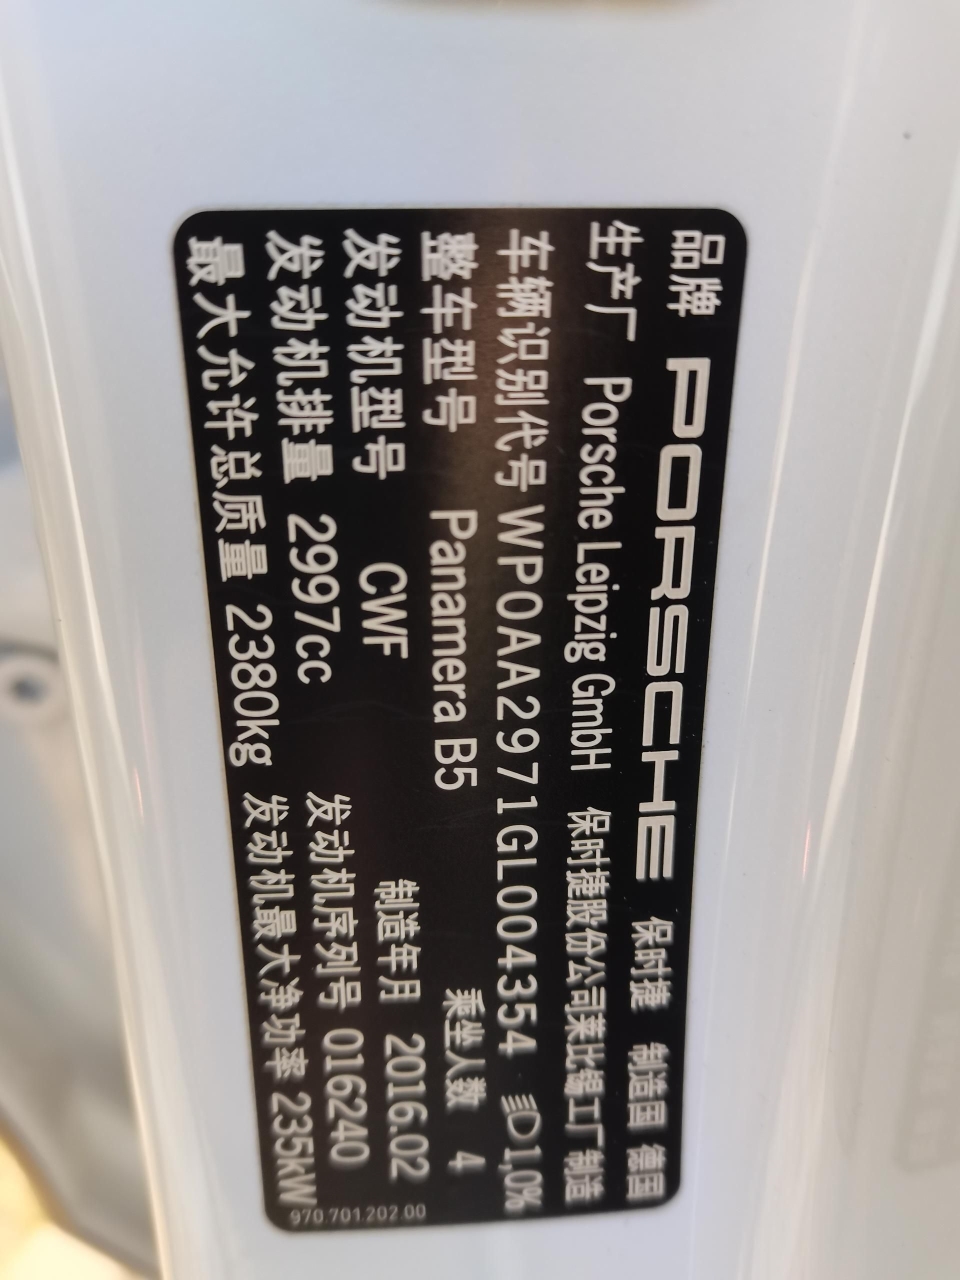 品牌 PORSCHE 保时捷 制造国 德国
生产厂 Porsche Leipzig GmbH 保时捷股份公司莱比锡工厂制造
车辆识别代号 WP0AA2971GL004354 1,0%
整车型号 Panamera B5 乘坐人数 4
发动机型号 CWF 制造年月 2016.02
发动机排量 2997cc 发动机序列号 016240
最大允许总质量 2380kg 发动机最大净功率 235kW
970.701.202.00